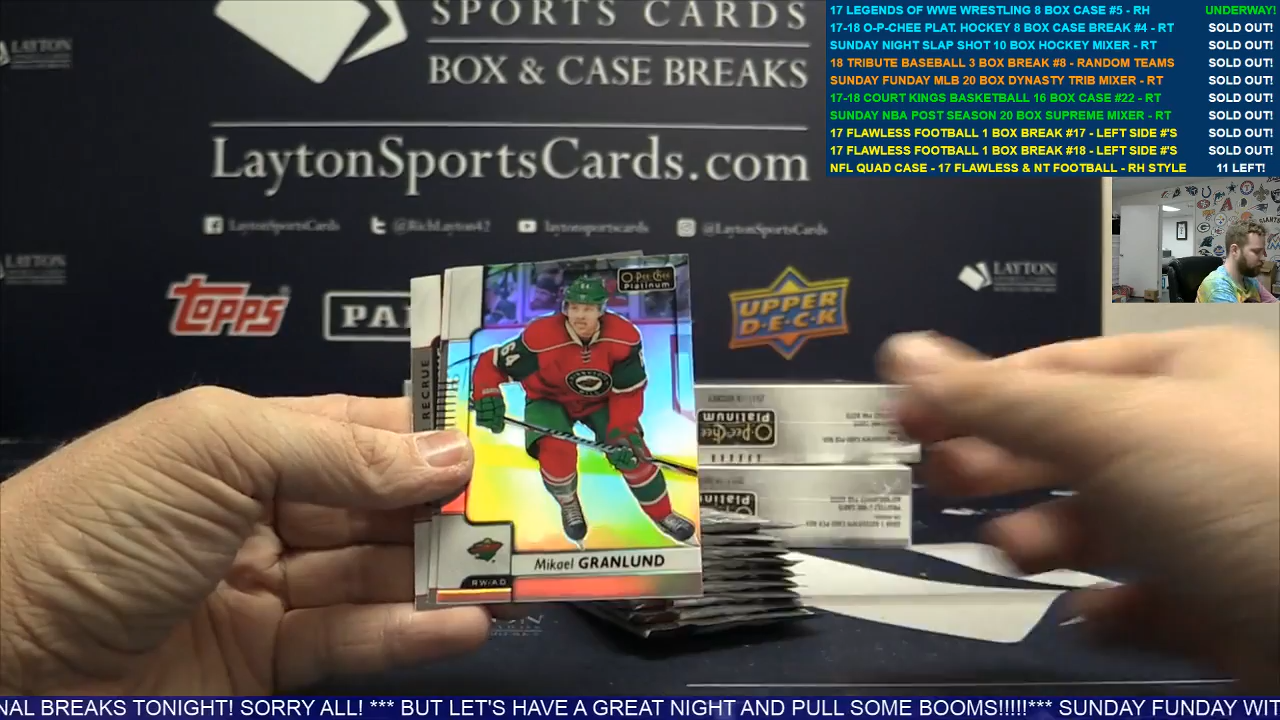 SPORTS CARDS
BOX & CASE BREAKS
LaytonSportsCards.com
LaytonSportsCards
@RichLayton42
laytonsportscards
@LaytonSportsCards
LAYTON
topps
PA
UPPER
D·E·C·K
17 LEGENDS OF WWE WRESTLING 8 BOX CASE #5 - RH UNDERWAY!
17-18 O-P-CHEE PLAT. HOCKEY 8 BOX CASE BREAK #4 - RT SOLD OUT!
SUNDAY NIGHT SLAP SHOT 10 BOX HOCKEY MIXER - RT SOLD OUT!
18 TRIBUTE BASEBALL 3 BOX BREAK #8 - RANDOM TEAMS SOLD OUT!
SUNDAY FUNDAY MLB 20 BOX DYNASTY TRIB MIXER - RT SOLD OUT!
17-18 COURT KINGS BASKETBALL 16 BOX CASE #22 - RT SOLD OUT!
SUNDAY NBA POST SEASON 20 BOX SUPREME MIXER - RT SOLD OUT!
17 FLAWLESS FOOTBALL 1 BOX BREAK #17 - LEFT SIDE #'S SOLD OUT!
17 FLAWLESS FOOTBALL 1 BOX BREAK #18 - LEFT SIDE #'S SOLD OUT!
NFL QUAD CASE - 17 FLAWLESS & NT FOOTBALL - RH STYLE 11 LEFT!
O-Pee-Chee
Platinum
RECRUE
64
Mikael GRANLUND
RW·AD
O-Pee-Chee
Platinum
NAL BREAKS TONIGHT! SORRY ALL! *** BUT LET'S HAVE A GREAT NIGHT AND PULL SOME BOOMS!!!!!*** SUNDAY FUNDAY WIT